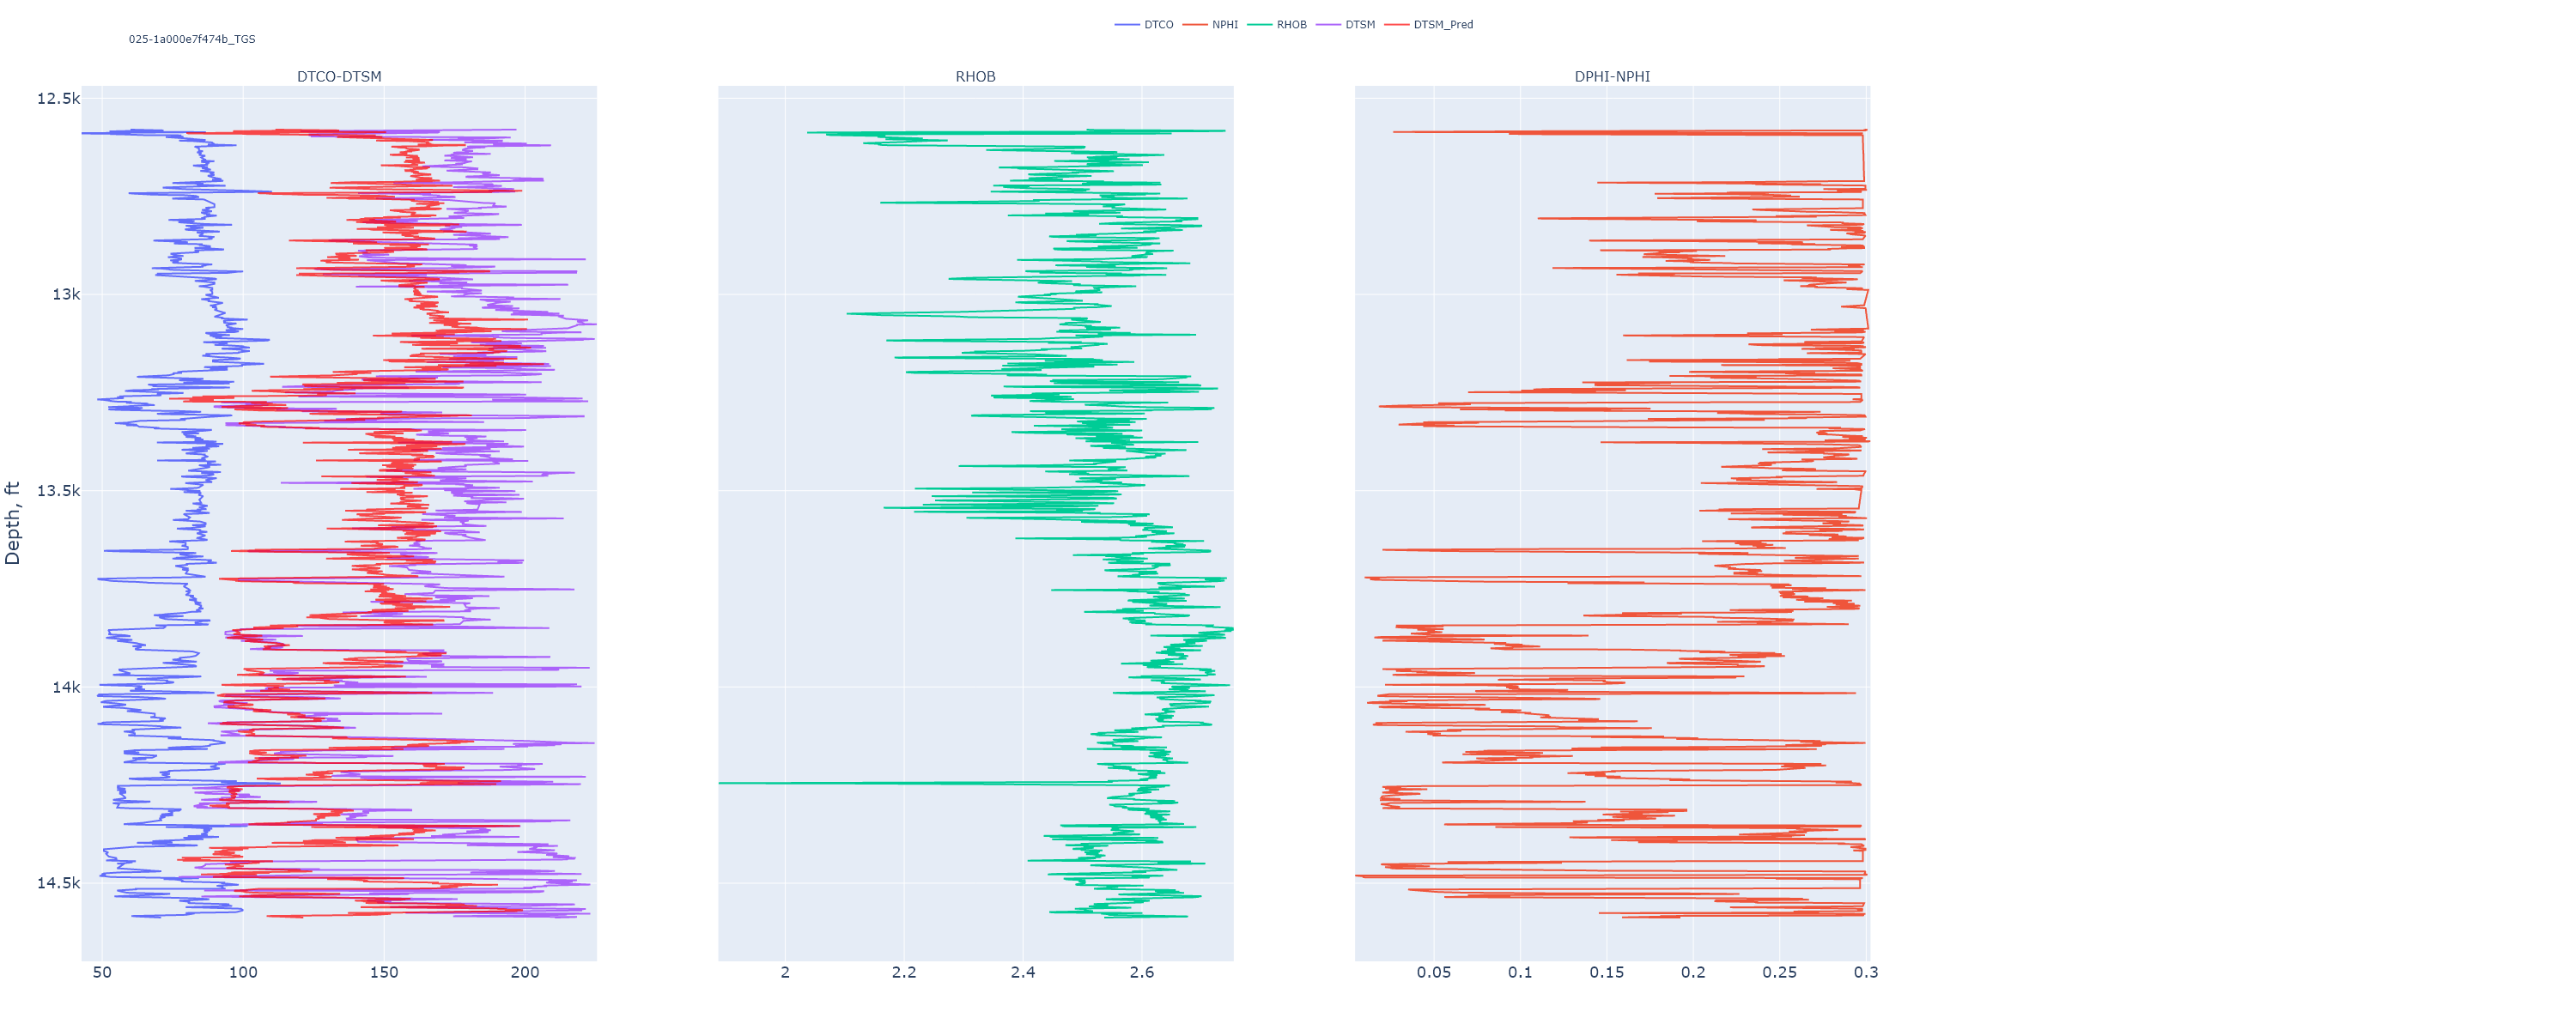 DTCO NPHI RHOB DTSM DTSM_Pred
025-1a000e7f474b_TGS
DTCO-DTSM RHOB DPHI-NPHI
12.5k
13k
13.5k
14k
14.5k
Depth, ft
50 100 150 200 2 2.2 2.4 2.6 0.05 0.1 0.15 0.2 0.25 0.3